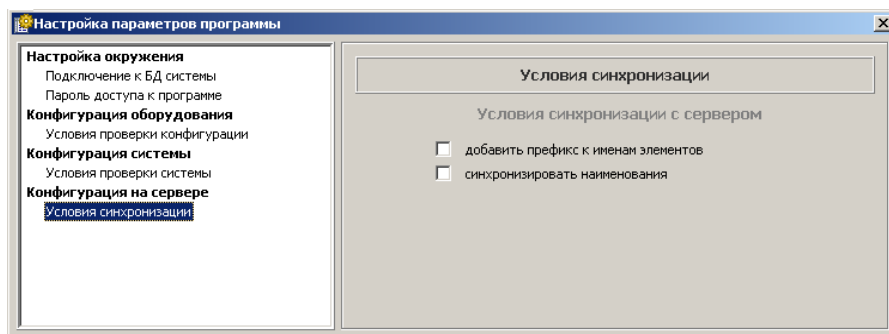 Настройка параметров программы
Настройка окружения
Подключение к БД системы
Пароль доступа к программе
Конфигурация оборудования
Условия проверки конфигурации
Конфигурация системы
Условия проверки системы
Конфигурация на сервере
Условия синхронизации
Условия синхронизации
Условия синхронизации с сервером
добавить префикс к именам элементов
синхронизировать наименования